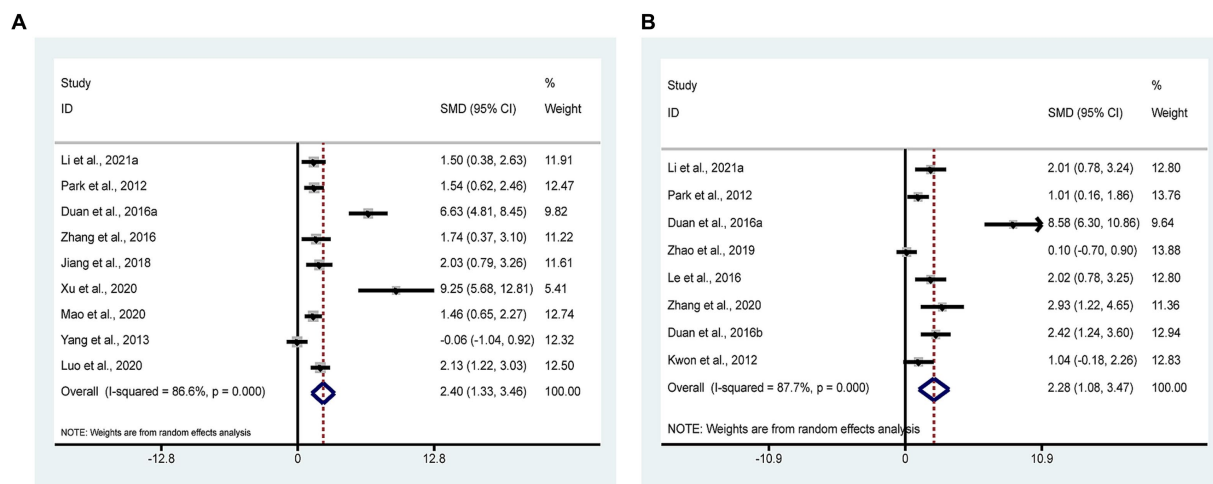 A
Study %
ID SMD (95% CI) Weight
Li et al., 2021a 1.50 (0.38, 2.63) 11.91
Park et al., 2012 1.54 (0.62, 2.46) 12.47
Duan et al., 2016a 6.63 (4.81, 8.45) 9.82
Zhang et al., 2016 1.74 (0.37, 3.10) 11.22
Jiang et al., 2018 2.03 (0.79, 3.26) 11.61
Xu et al., 2020 9.25 (5.68, 12.81) 5.41
Mao et al., 2020 1.46 (0.65, 2.27) 12.74
Yang et al., 2013 -0.06 (-1.04, 0.92) 12.32
Luo et al., 2020 2.13 (1.22, 3.03) 12.50
Overall (I-squared = 86.6%, p = 0.000) 2.40 (1.33, 3.46) 100.00
NOTE: Weights are from random effects analysis
-12.8 0 12.8
B
Study %
ID SMD (95% CI) Weight
Li et al., 2021a 2.01 (0.78, 3.24) 12.80
Park et al., 2012 1.01 (0.16, 1.86) 13.76
Duan et al., 2016a 8.58 (6.30, 10.86) 9.64
Zhao et al., 2019 0.10 (-0.70, 0.90) 13.88
Le et al., 2016 2.02 (0.78, 3.25) 12.80
Zhang et al., 2020 2.93 (1.22, 4.65) 11.36
Duan et al., 2016b 2.42 (1.24, 3.60) 12.94
Kwon et al., 2012 1.04 (-0.18, 2.26) 12.83
Overall (I-squared = 87.7%, p = 0.000) 2.28 (1.08, 3.47) 100.00
NOTE: Weights are from random effects analysis
-10.9 0 10.9